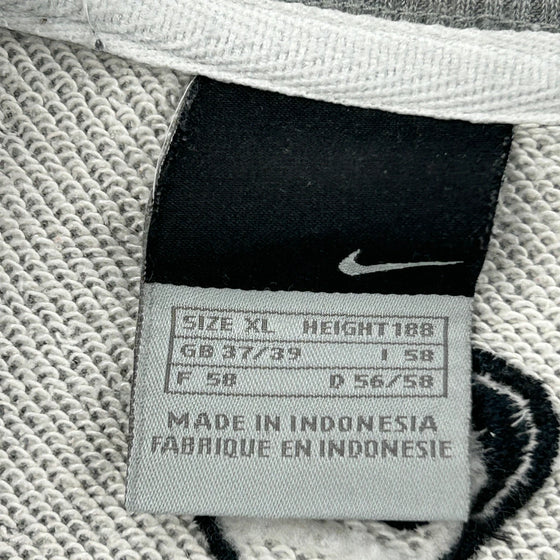 SIZE XL HEIGHT 188
GB 37/39 I 58
F 58 D 56/58
MADE IN INDONESIA
FABRIQUE EN INDONESIE